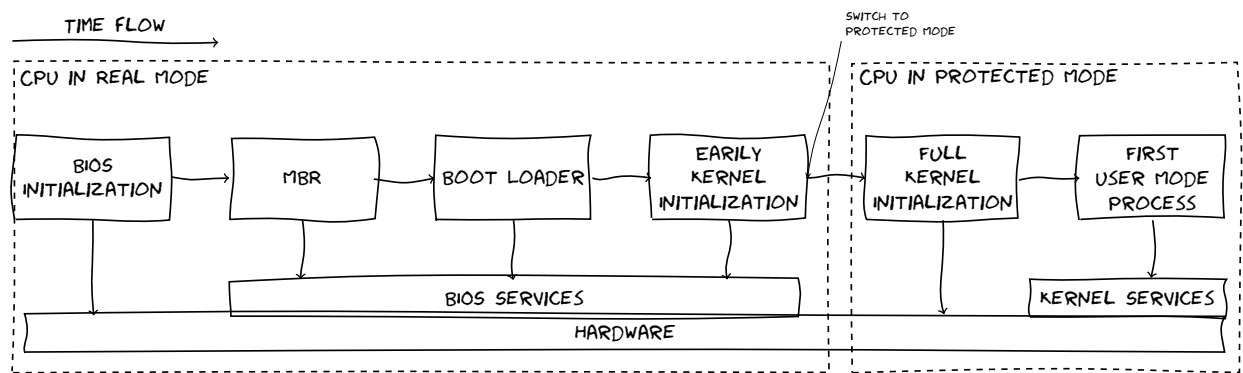 TIME FLOW
SWITCH TO
PROTECTED MODE
CPU IN REAL MODE
CPU IN PROTECTED MODE
BIOS
INITIALIZATION
MBR
BOOT LOADER
EARILY
KERNEL
INITIALIZATION
FULL
KERNEL
INITIALIZATION
FIRST
USER MODE
PROCESS
BIOS SERVICES
KERNEL SERVICES
HARDWARE